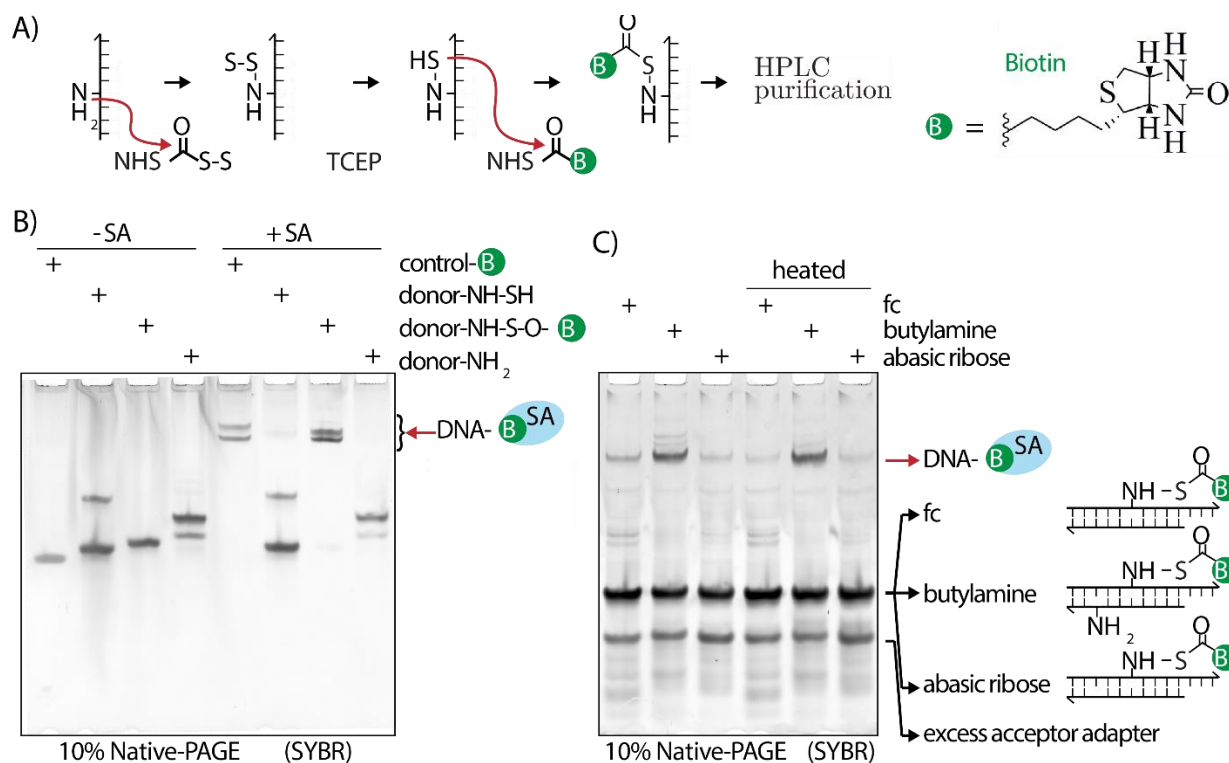 A)
N
H
2
NHS
O
S-S
S-S
N
H
TCEP
HS
N
H
NHS
O
B
B
O
S
N
H
HPLC
purification
Biotin
B =
S
H
H
N
N
H
H
O
B)
- SA
+ SA
+ + control- B
+ + donor-NH-SH
+ + donor-NH-S-O- B
+ + donor-NH2
DNA- B SA
10% Native-PAGE (SYBR)
C)
heated
+ + fc
+ + butylamine
+ + abasic ribose
DNA- B SA
fc
NH - S
O
B
butylamine
NH - S
O
B
NH2
abasic ribose
NH - S
O
B
excess acceptor adapter
10% Native-PAGE (SYBR)